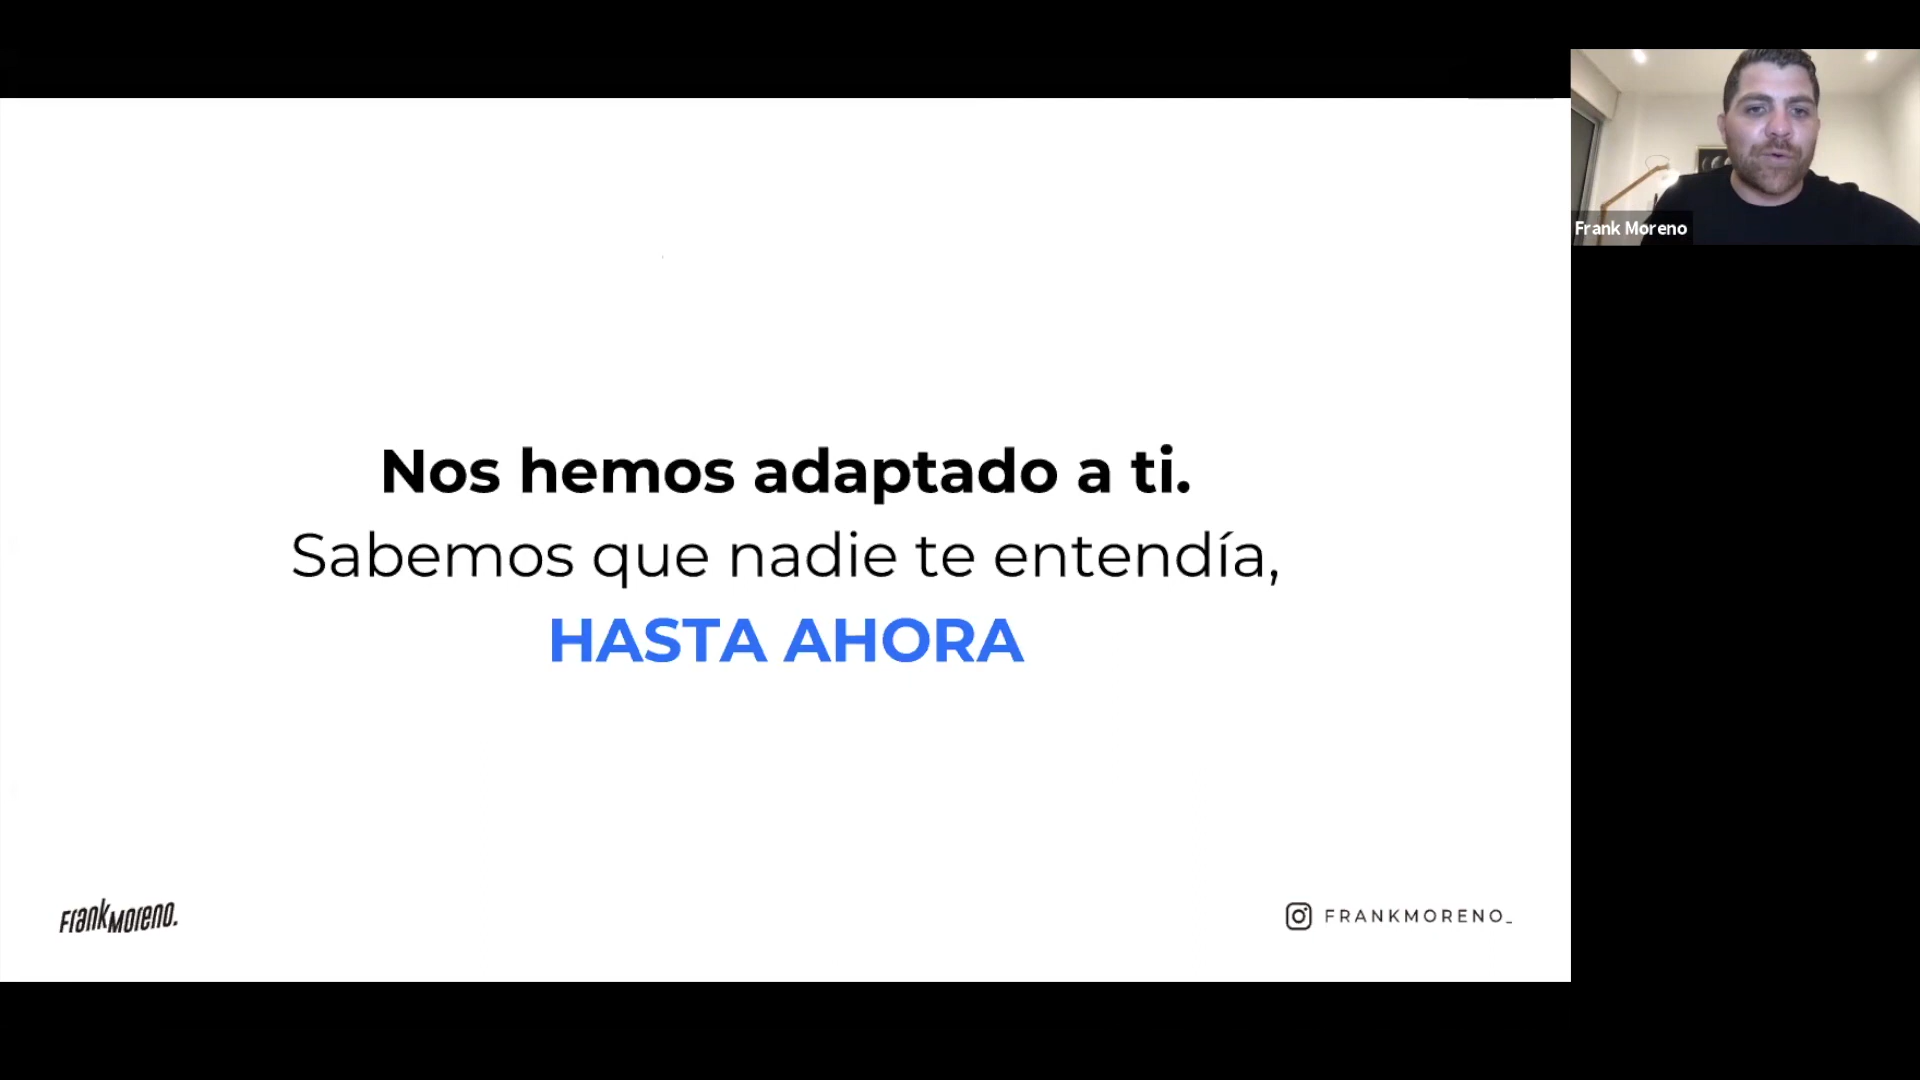 Frank Moreno
Nos hemos adaptado a ti.
Sabemos que nadie te entendía,
HASTA AHORA
FrankMoreno.
FRANKMORENO_